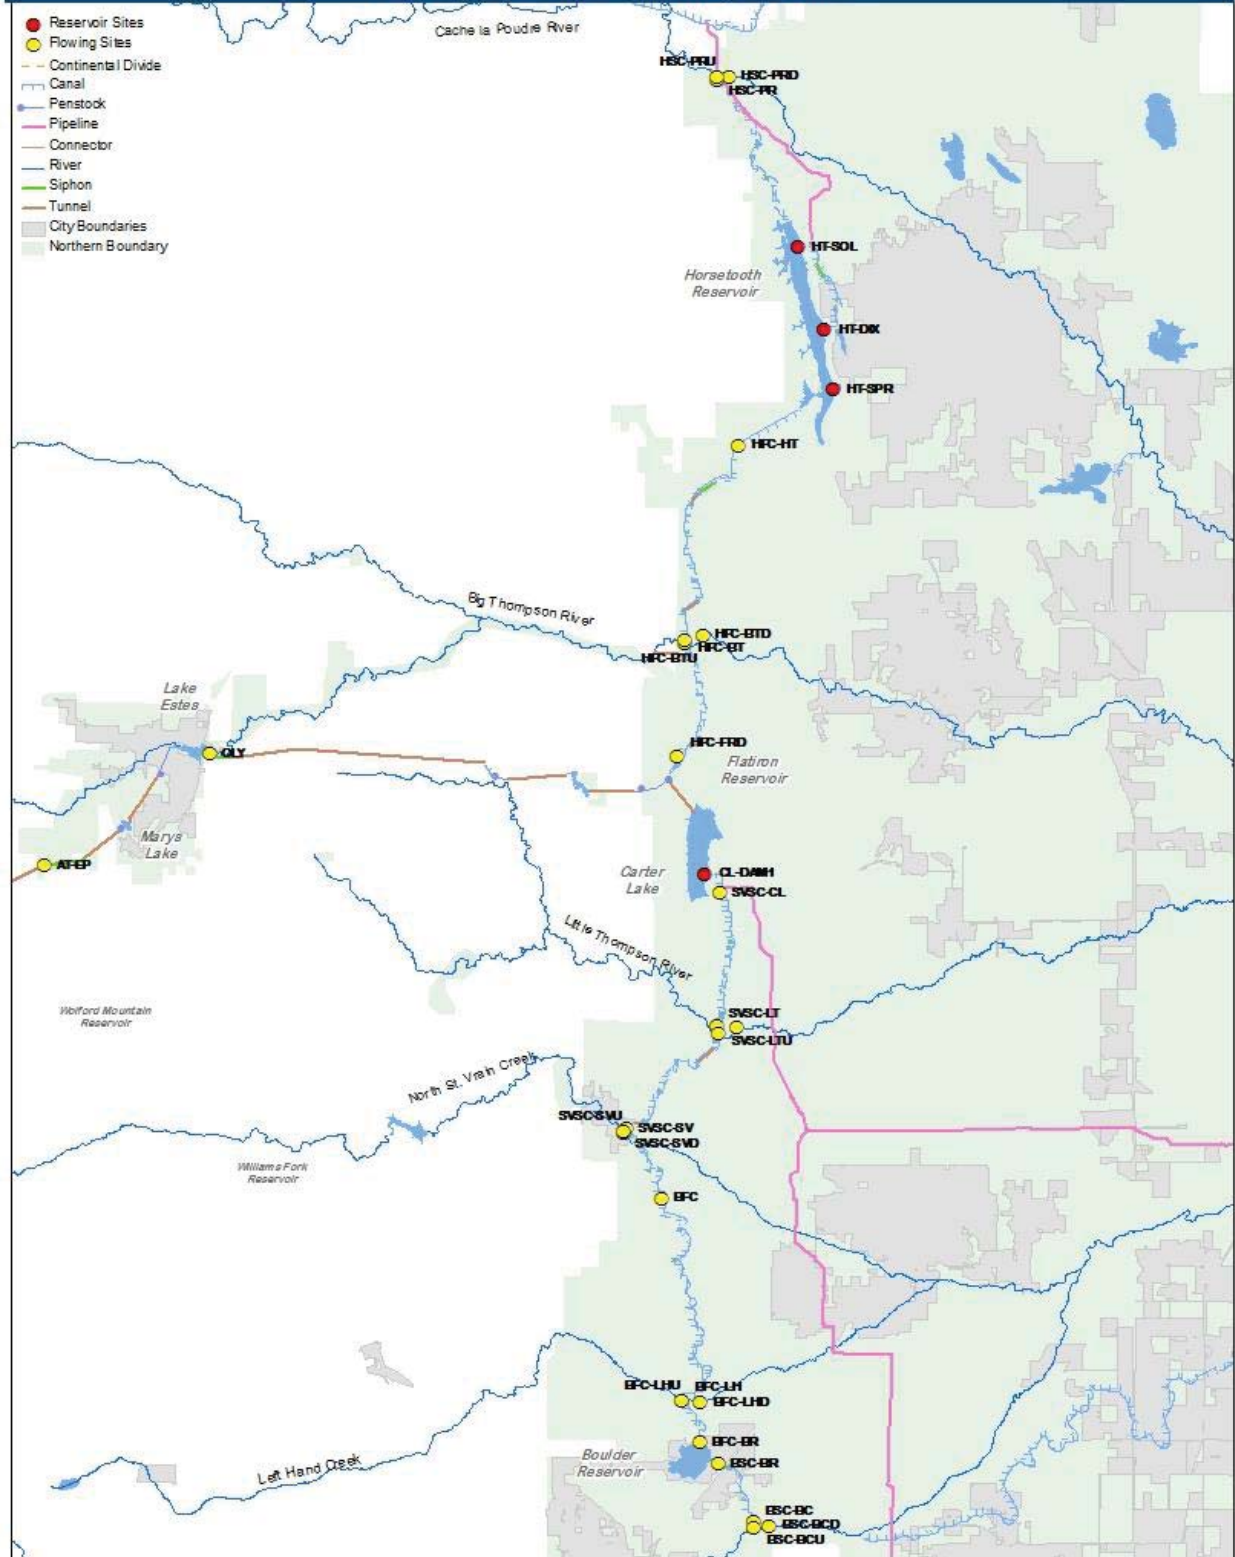 Reservoir Sites
Flowing Sites
Continental Divide
Canal
Penstock
Pipeline
Connector
River
Siphon
Tunnel
City Boundaries
Northern Boundary
Cache la Poudre River
HSC-PRU
HSC-PRD
HSC-PR
HT-SOL
Horsetooth
Reservoir
HT-DIX
HT-SPR
HFC-HT
Big Thompson River
HFC-BTD
HFC-BT
HFC-BTU
Lake
Estes
OLY
HFC-FRD
Flatiron
Reservoir
Marys
Lake
AT-EP
Carter
Lake
CL-DAM1
SVSC-CL
Little Thompson River
Wolford Mountain
Reservoir
SVSC-LT
SVSC-LTU
North St. Vrain Creek
SVSC-SVU
SVSC-SV
SVSC-SVD
Williams Fork
Reservoir
BFC
BFC-LHU
BFC-LH
BFC-LHD
BFC-BR
Boulder
Reservoir
BSC-BR
Left Hand Creek
BSC-BC
BSC-BCD
BSC-BCU